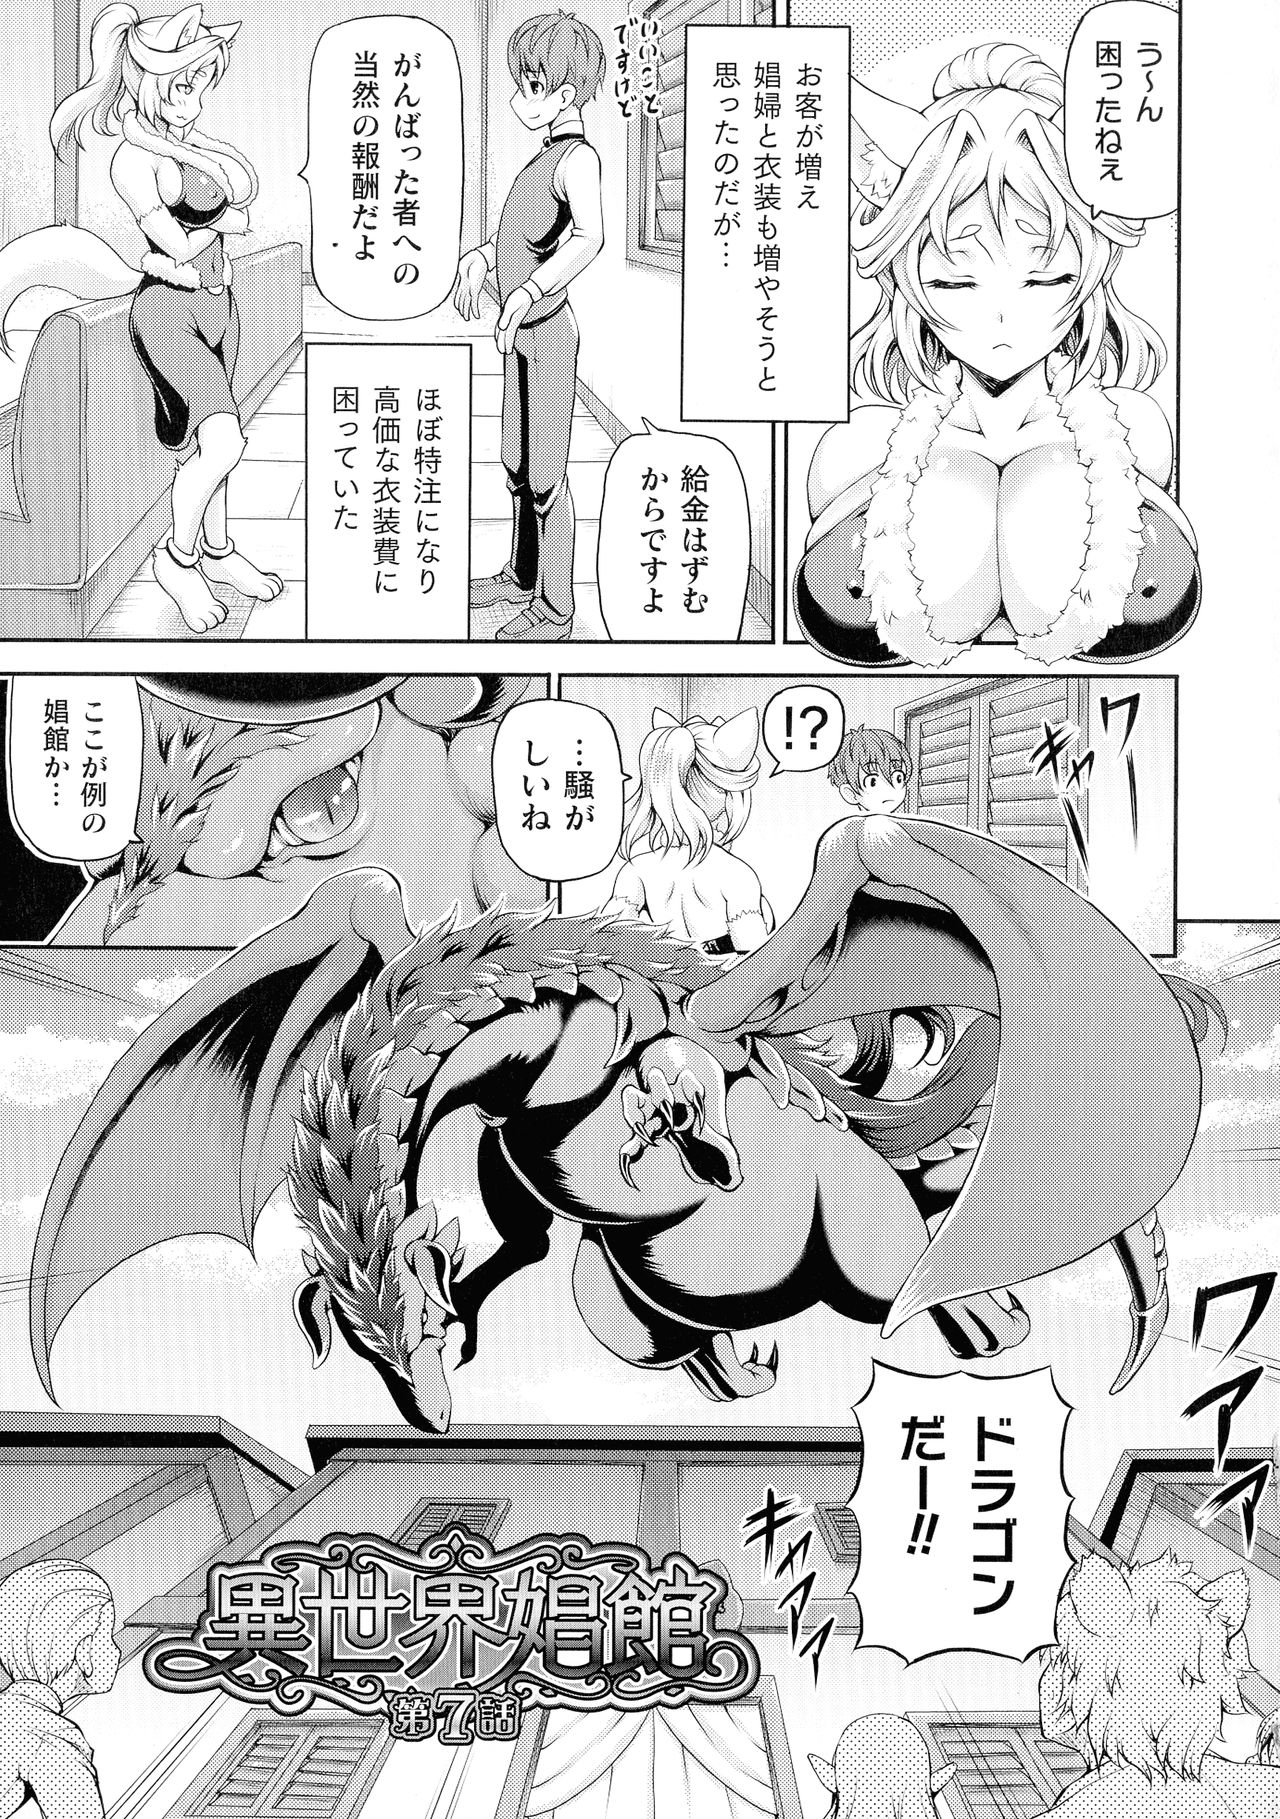 う〜ん
困ったねぇ
お客が増え
娼婦と衣装も増やそうと
思ったのだが…
給金はずむ
からですよ
いいこと
ですけど
がんばった者への
当然の報酬だよ
ほぼ特注になり
高価な衣装費に
困っていた
ワァッ
!?
…騒が
しいね
ここが例の
娼館か…
ワァァ
ドラゴン
だー!!
キャアァ
異世界娼館
第7話